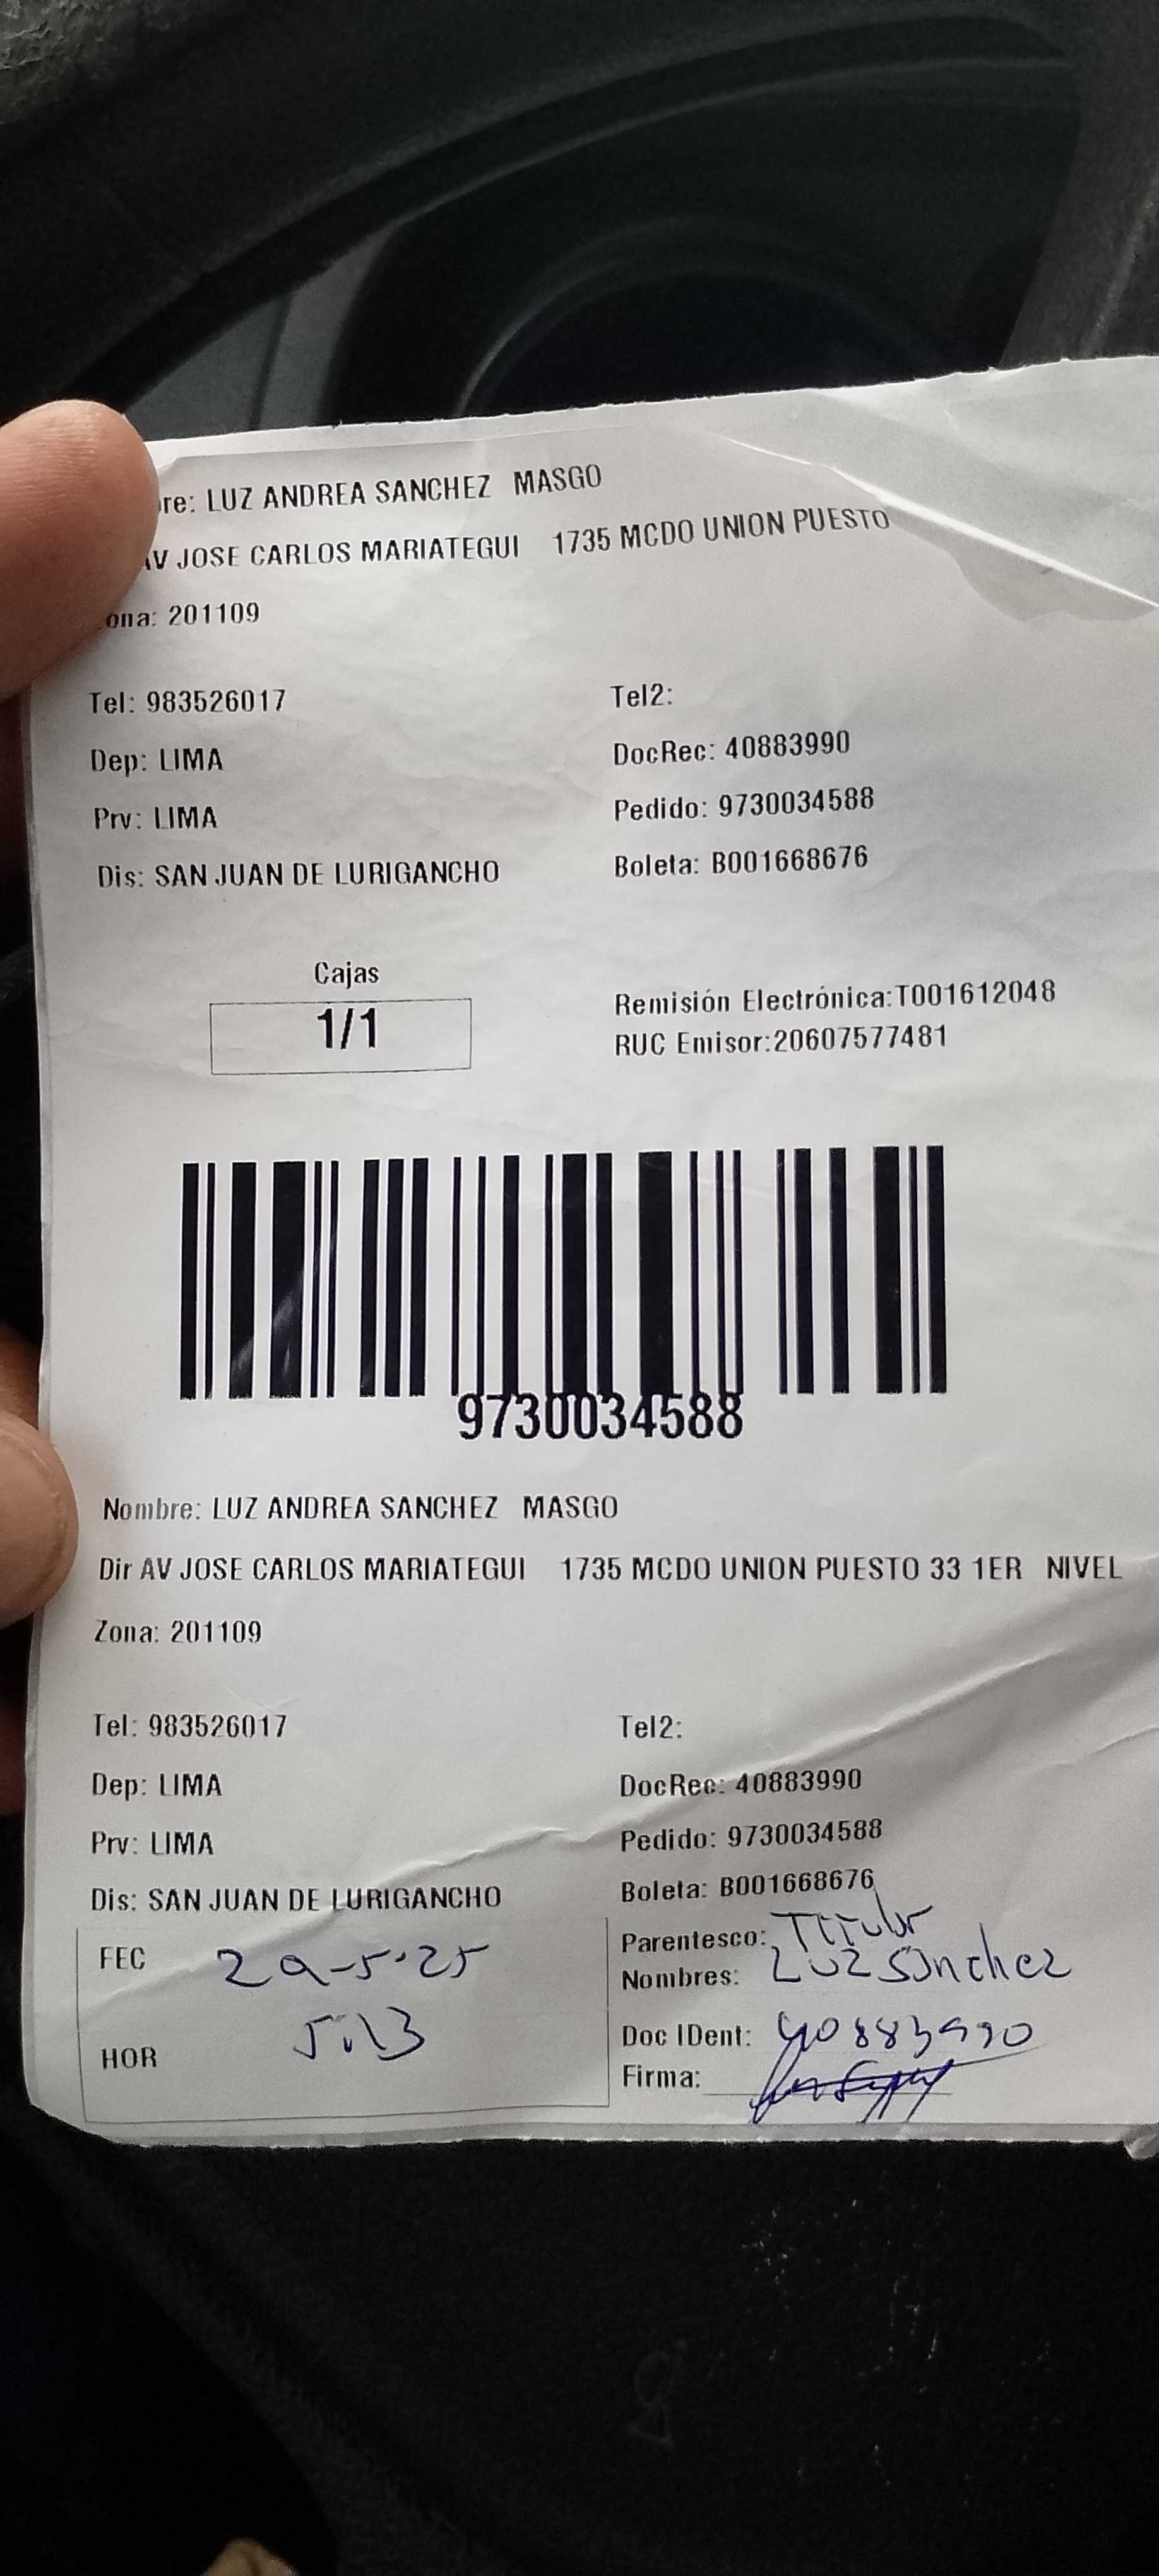 re: LUZ ANDREA SANCHEZ MASGO
AV JOSE CARLOS MARIATEGUI 1735 MCDO UNION PUESTO
ona: 201109
Tel: 983526017 Tel2:
Dep: LIMA DocRec: 40883990
Prv: LIMA Pedido: 9730034588
Dis: SAN JUAN DE LURIGANCHO Boleta: B001668676
Cajas
1/1
Remisión Electrónica:T001612048
RUC Emisor:20607577481
9730034588
Nombre: LUZ ANDREA SANCHEZ MASGO
Dir AV JOSE CARLOS MARIATEGUI 1735 MCDO UNION PUESTO 33 1ER NIVEL
Zona: 201109
Tel: 983526017 Tel2:
Dep: LIMA DocRec: 40883990
Prv: LIMA Pedido: 9730034588
Dis: SAN JUAN DE LURIGANCHO Boleta: B001668676
FEC 29-5-25 Parentesco: Titular
Nombres: Luz Sanchez
HOR 5:13 Doc IDent: 40883990
Firma: